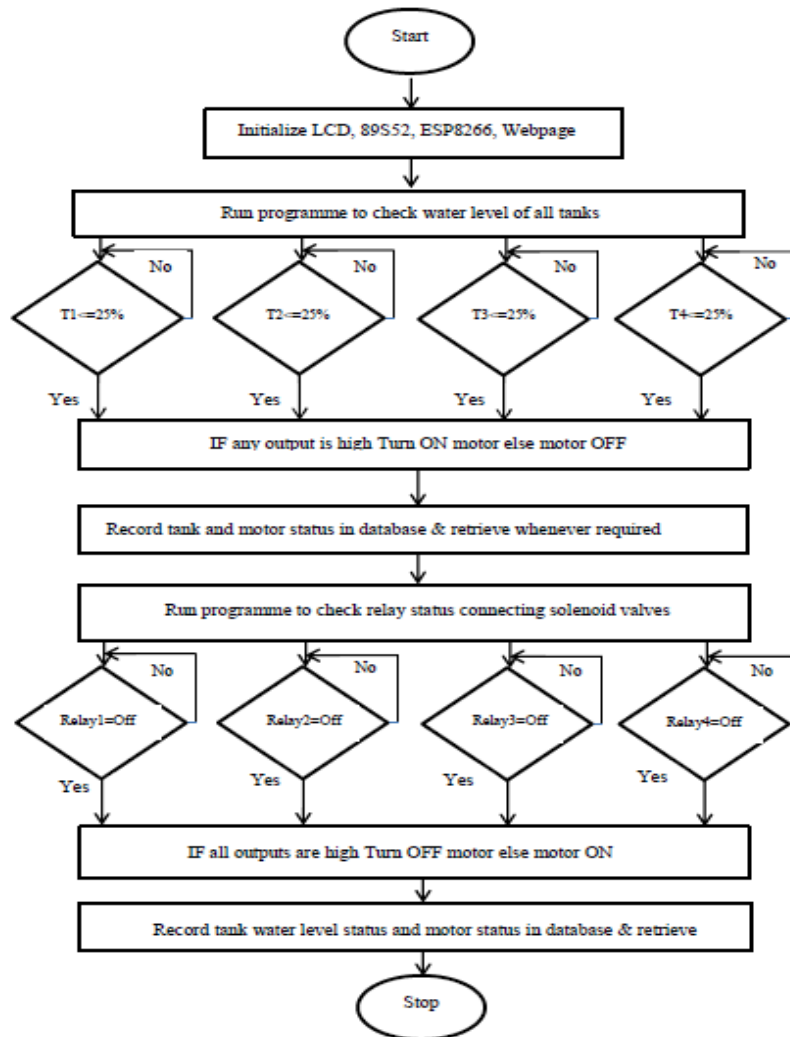 Start
Initialize LCD, 89S52, ESP8266, Webpage
Run programme to check water level of all tanks
No
No
No
No
T1<=25%
T2<=25%
T3<=25%
T4<=25%
Yes
Yes
Yes
Yes
IF any output is high Turn ON motor else motor OFF
Record tank and motor status in database & retrieve whenever required
Run programme to check relay status connecting solenoid valves
No
No
No
No
Relay1=Off
Relay2=Off
Relay3=Off
Relay4=Off
Yes
Yes
Yes
Yes
IF all outputs are high Turn OFF motor else motor ON
Record tank water level status and motor status in database & retrieve
Stop